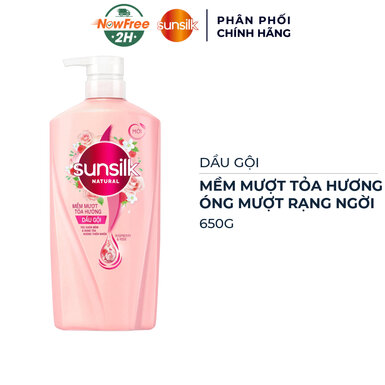 NowFree
2H
sunsilk
PHÂN PHỐI
CHÍNH HÃNG
MỚI
sunsilk
NATURAL
MỀM MƯỢT
TỎA HƯƠNG
DẦU GỘI
RASPBERRY
DẦU GỘI
MỀM MƯỢT TỎA HƯƠNG
ÓNG MƯỢT RẠNG NGỜI
650G